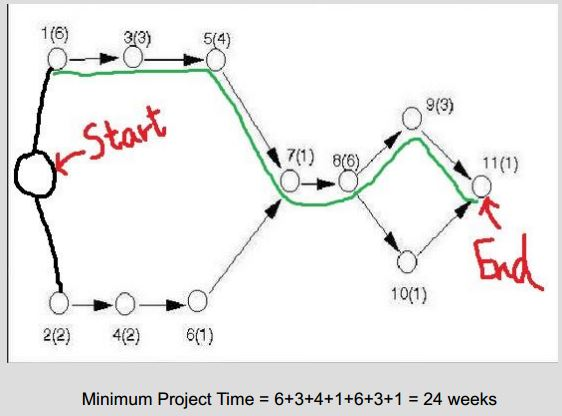 1(6) 3(3) 5(4)
9(3)
Start
7(1) 8(6) 11(1)
End
10(1)
2(2) 4(2) 6(1)
Minimum Project Time = 6+3+4+1+6+3+1 = 24 weeks